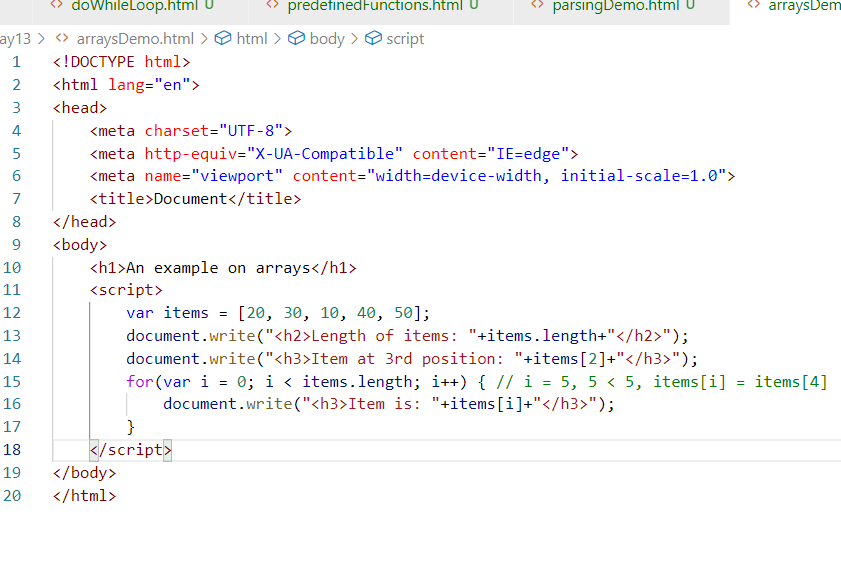 doWhileLoop.html U predefinedFunctions.html U parsingDemo.html U arraysDem
ay13 > arraysDemo.html > html > body > script
1 <!DOCTYPE html>
2 <html lang="en">
3 <head>
4 <meta charset="UTF-8">
5 <meta http-equiv="X-UA-Compatible" content="IE=edge">
6 <meta name="viewport" content="width=device-width, initial-scale=1.0">
7 <title>Document</title>
8 </head>
9 <body>
10 <h1>An example on arrays</h1>
11 <script>
12 var items = [20, 30, 10, 40, 50];
13 document.write("<h2>Length of items: "+items.length+"</h2>");
14 document.write("<h3>Item at 3rd position: "+items[2]+"</h3>");
15 for(var i = 0; i < items.length; i++) { // i = 5, 5 < 5, items[i] = items[4]
16 document.write("<h3>Item is: "+items[i]+"</h3>");
17 }
18 </script>
19 </body>
20 </html>